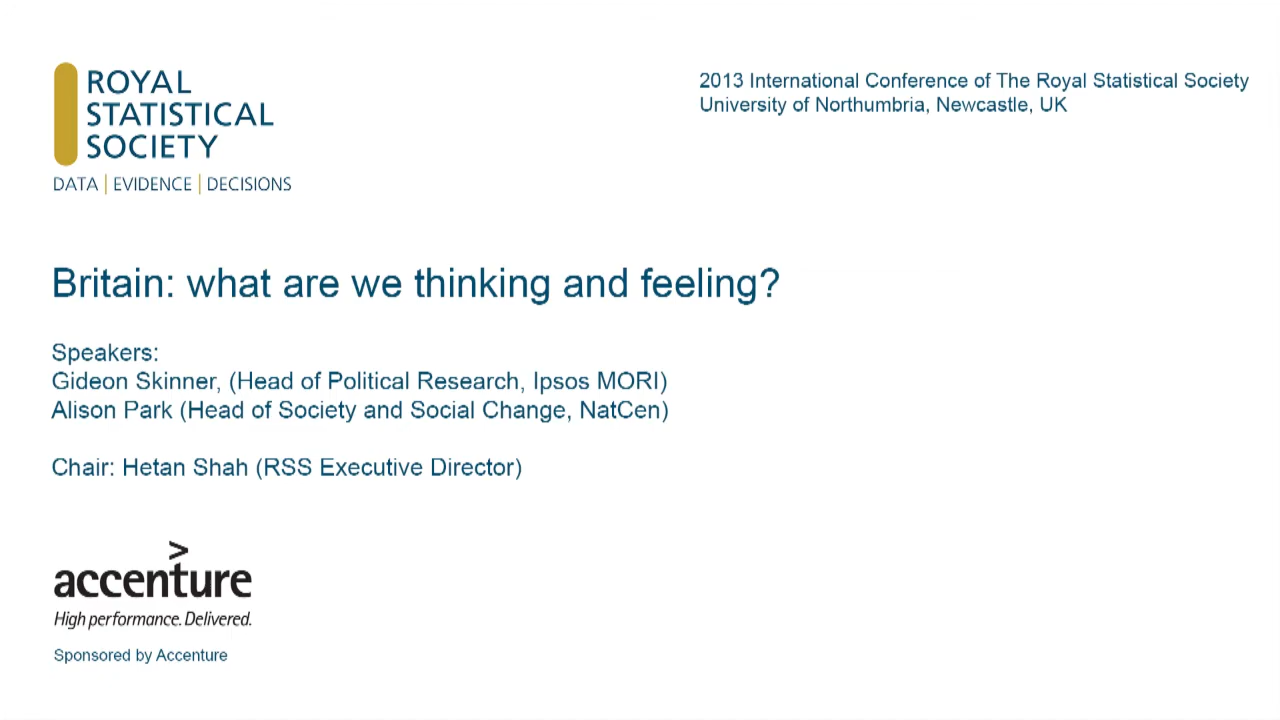 ROYAL
STATISTICAL
SOCIETY
DATA | EVIDENCE | DECISIONS
2013 International Conference of The Royal Statistical Society
University of Northumbria, Newcastle, UK
Britain: what are we thinking and feeling?
Speakers:
Gideon Skinner, (Head of Political Research, Ipsos MORI)
Alison Park (Head of Society and Social Change, NatCen)
Chair: Hetan Shah (RSS Executive Director)
>
accenture
High performance. Delivered.
Sponsored by Accenture